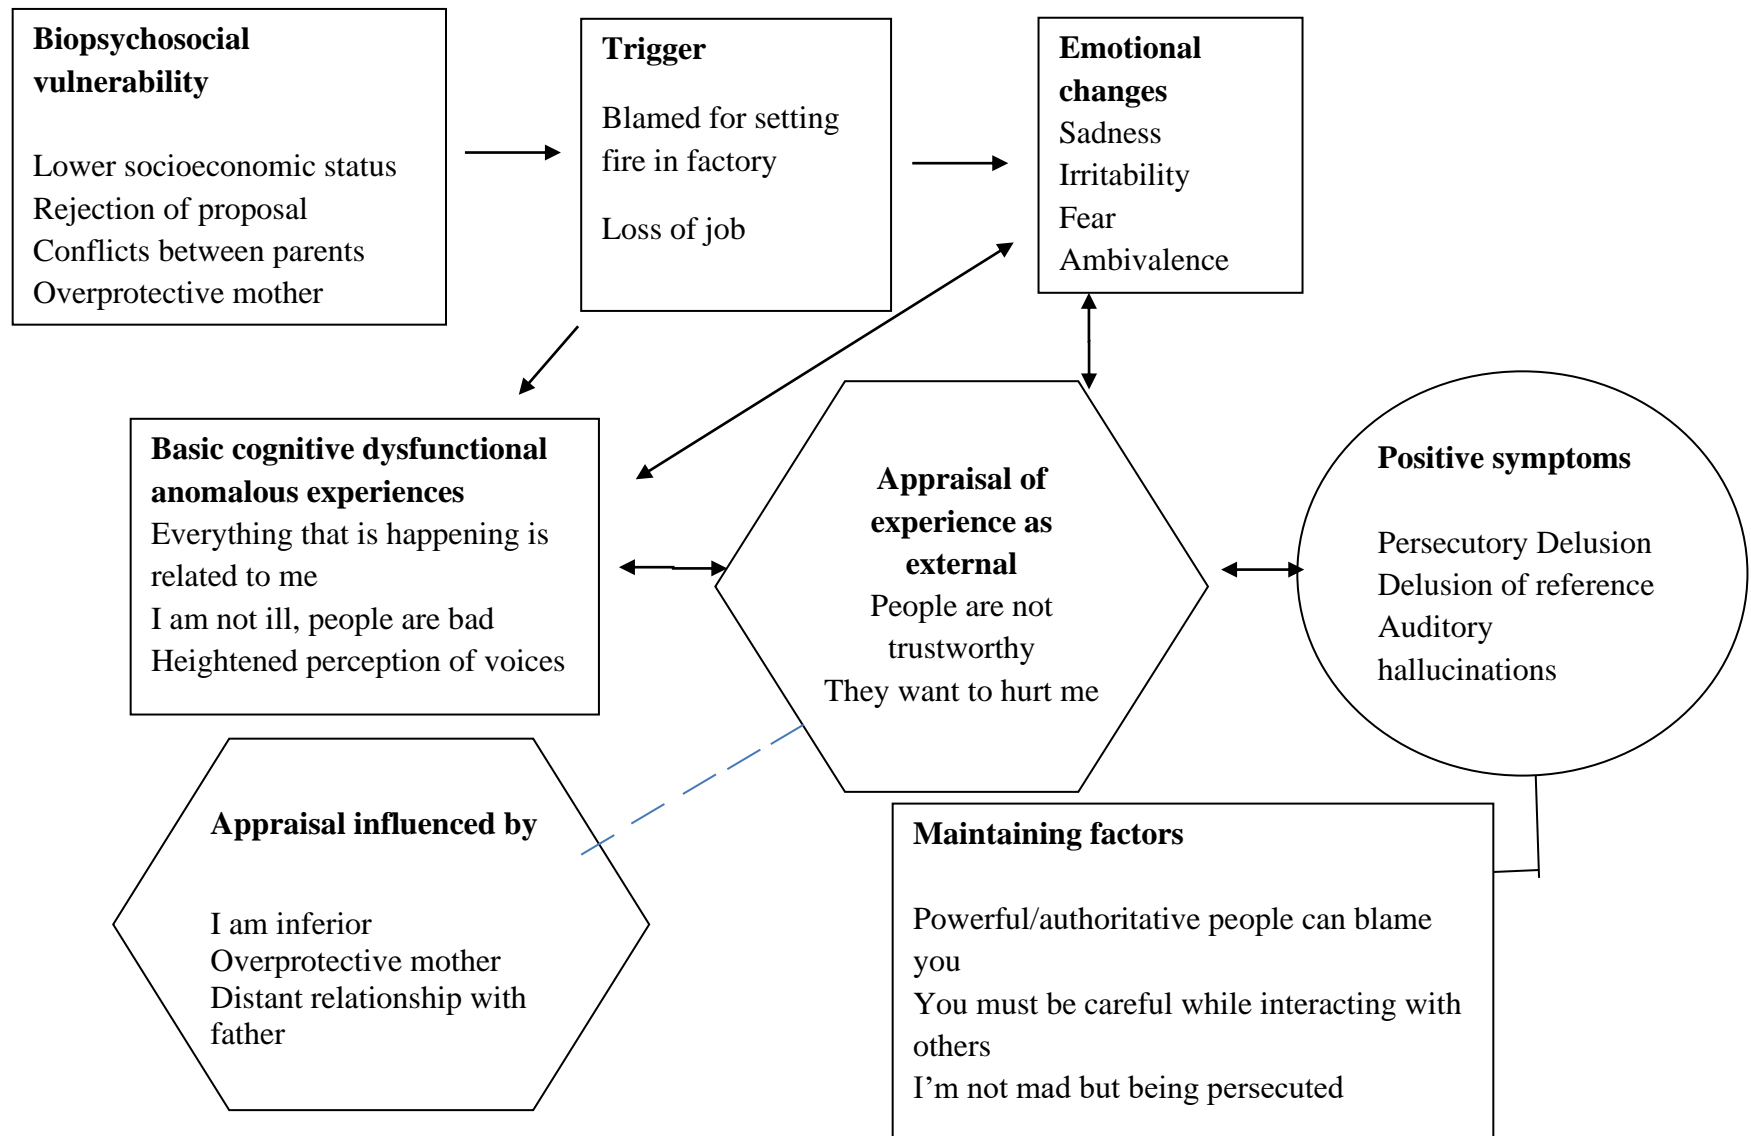 Biopsychosocial
vulnerability
Lower socioeconomic status
Rejection of proposal
Conflicts between parents
Overprotective mother
Trigger
Blamed for setting
fire in factory
Loss of job
Emotional
changes
Sadness
Irritability
Fear
Ambivalence
Basic cognitive dysfunctional
anomalous experiences
Everything that is happening is
related to me
I am not ill, people are bad
Heightened perception of voices
Appraisal of
experience as
external
People are not
trustworthy
They want to hurt me
Positive symptoms
Persecutory Delusion
Delusion of reference
Auditory
hallucinations
Appraisal influenced by
I am inferior
Overprotective mother
Distant relationship with
father
Maintaining factors
Powerful/authoritative people can blame
you
You must be careful while interacting with
others
I’m not mad but being persecuted